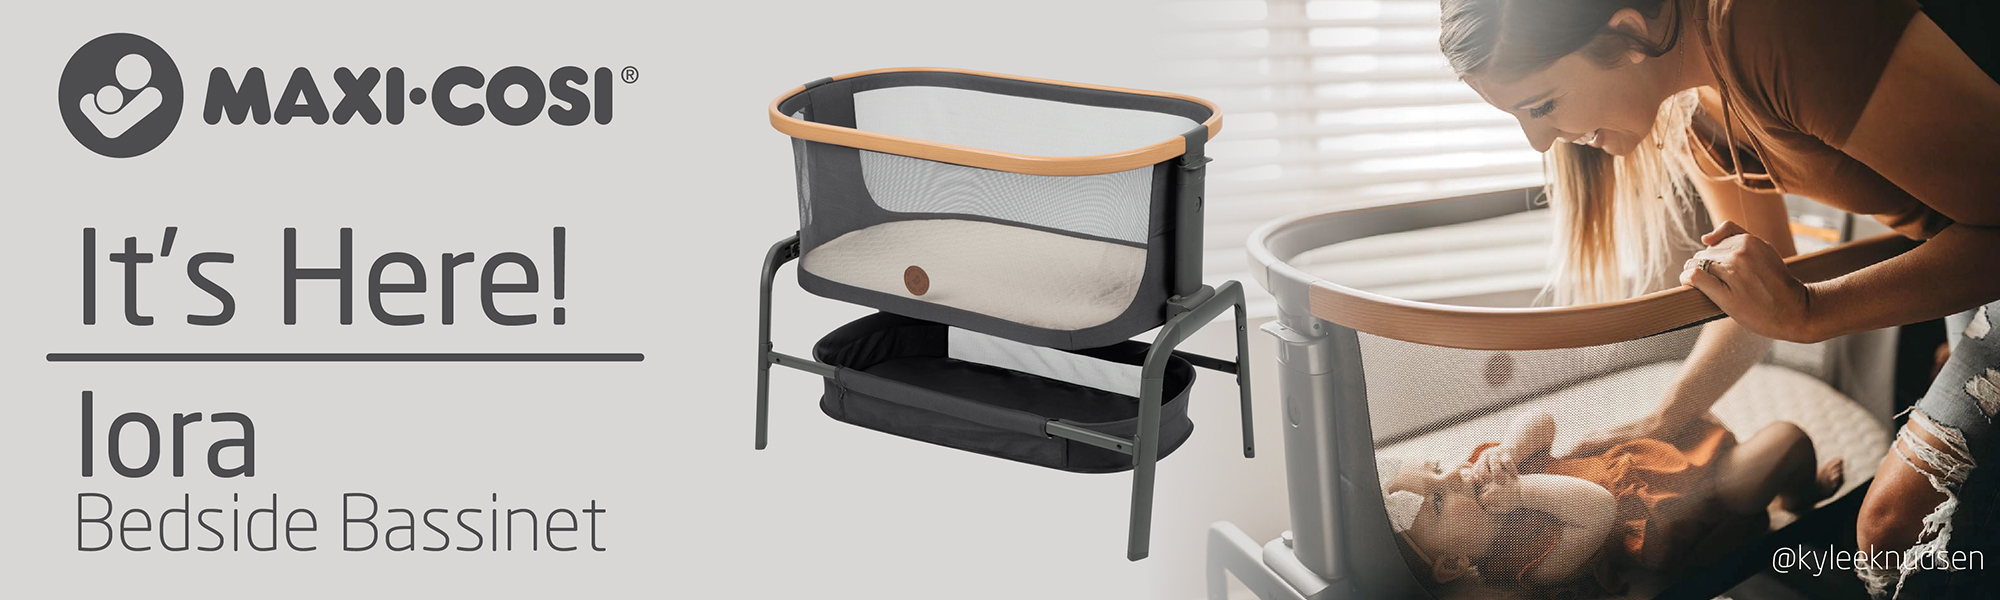 MAXI·COSI®
It's Here!
Iora
Bedside Bassinet
@kyleeknudsen